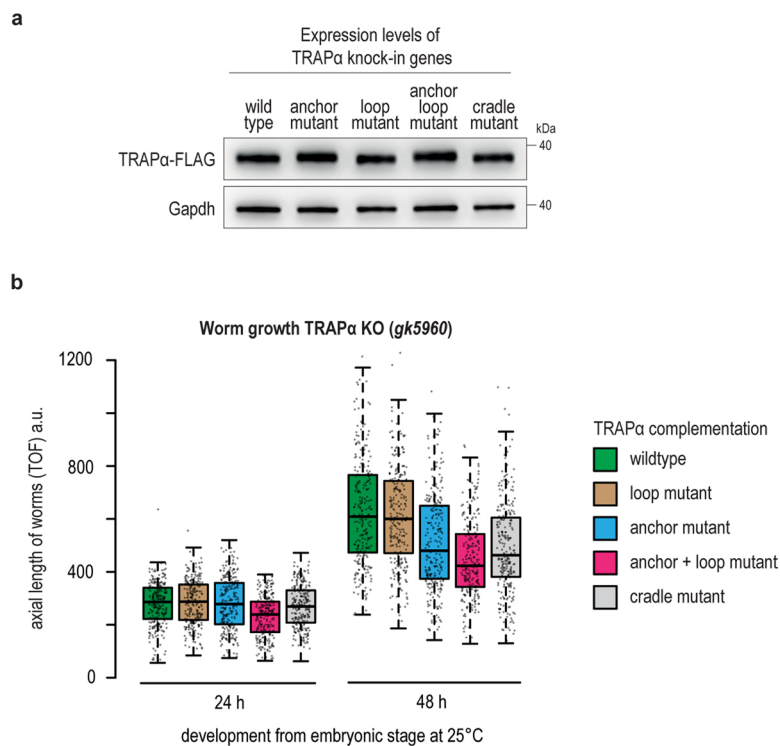 a
Expression levels of
TRAPα knock-in genes
wild type
anchor mutant
loop mutant
anchor loop mutant
cradle mutant
kDa
TRAPα-FLAG
40
Gapdh
40
b
Worm growth TRAPα KO (gk5960)
axial length of worms (TOF) a.u.
1200
800
400
0
24 h
48 h
development from embryonic stage at 25°C
TRAPα complementation
wildtype
loop mutant
anchor mutant
anchor + loop mutant
cradle mutant